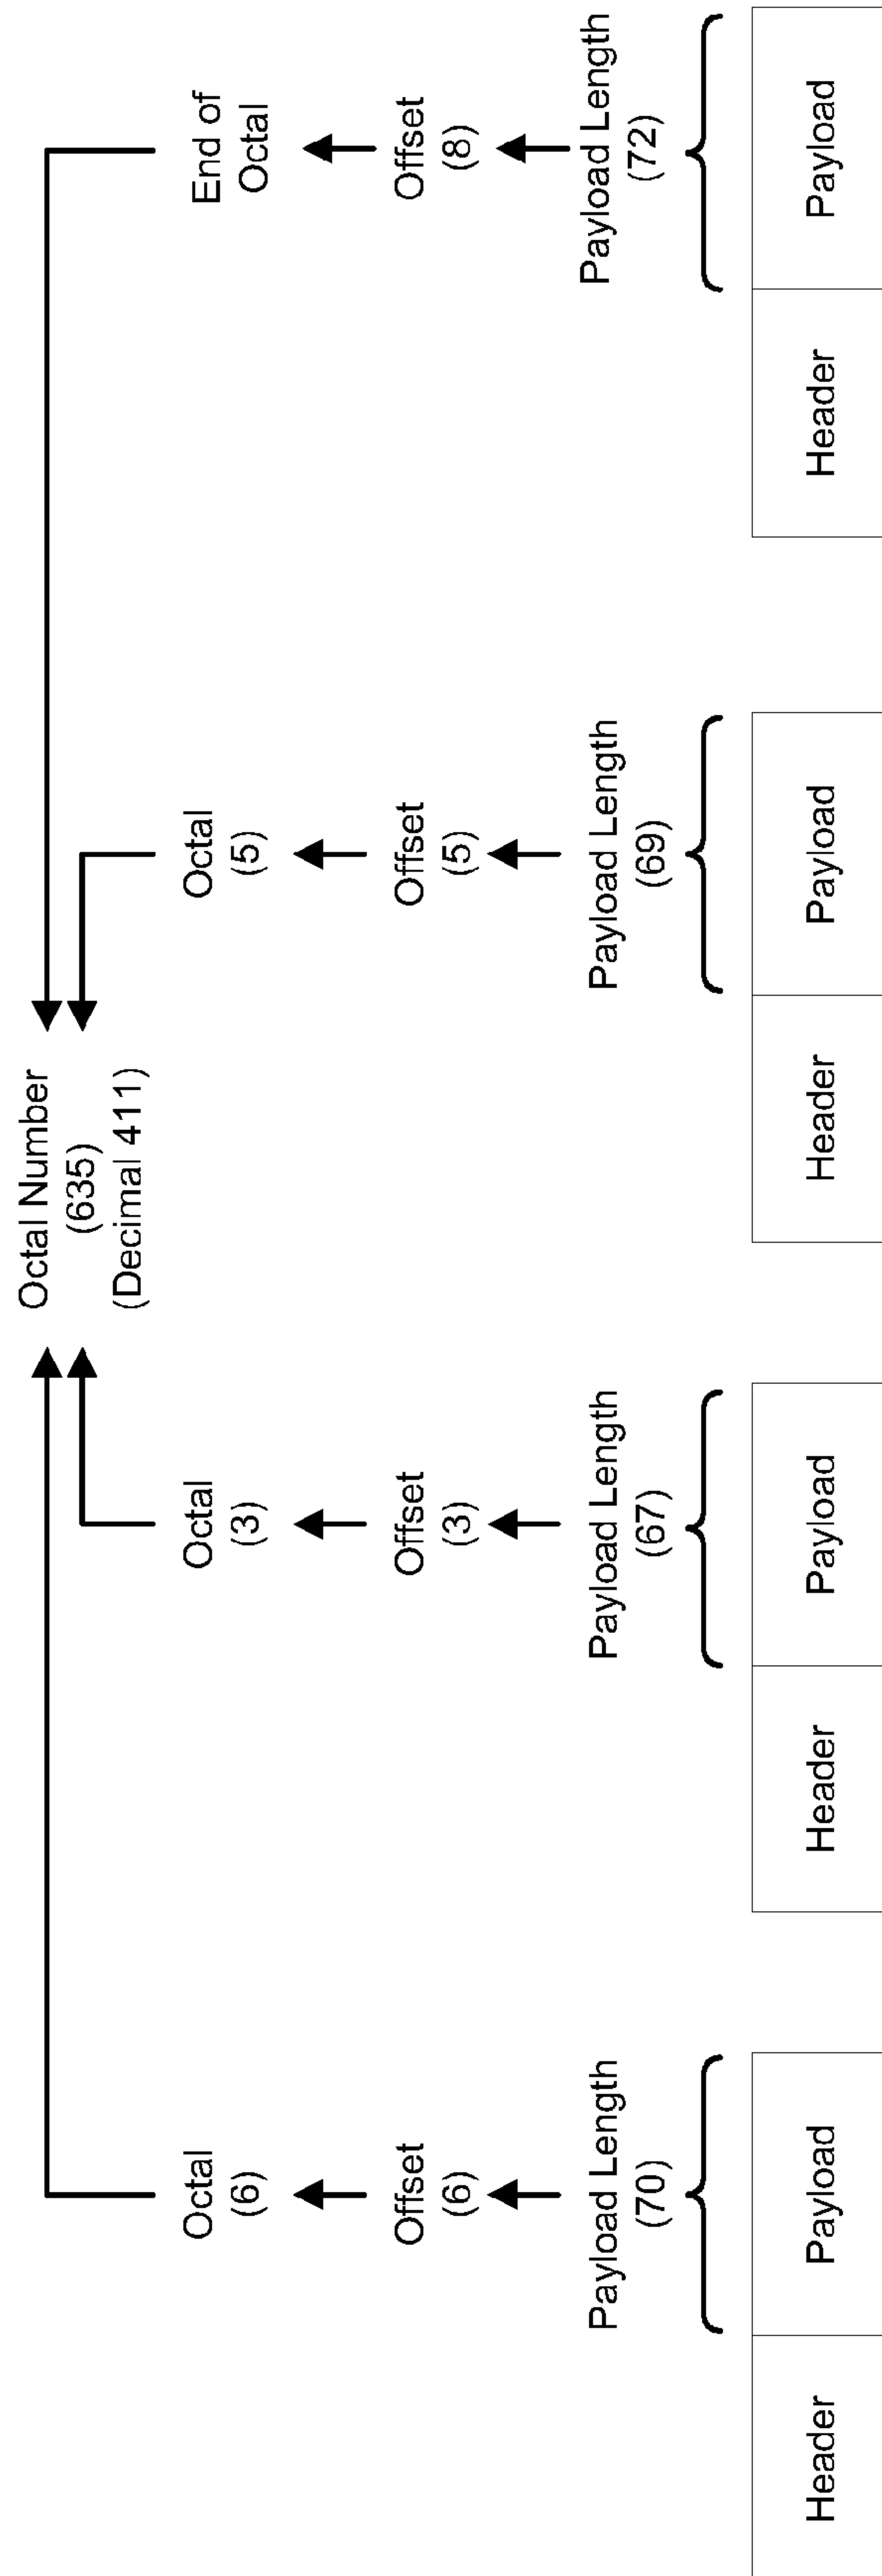 Octal Number
(635)
(Decimal 411)
Octal
(6)
Octal
(3)
Octal
(5)
End of
Octal
Offset
(6)
Offset
(3)
Offset
(5)
Offset
(8)
Payload Length
(70)
Payload Length
(67)
Payload Length
(69)
Payload Length
(72)
Header
Payload
Header
Payload
Header
Payload
Header
Payload